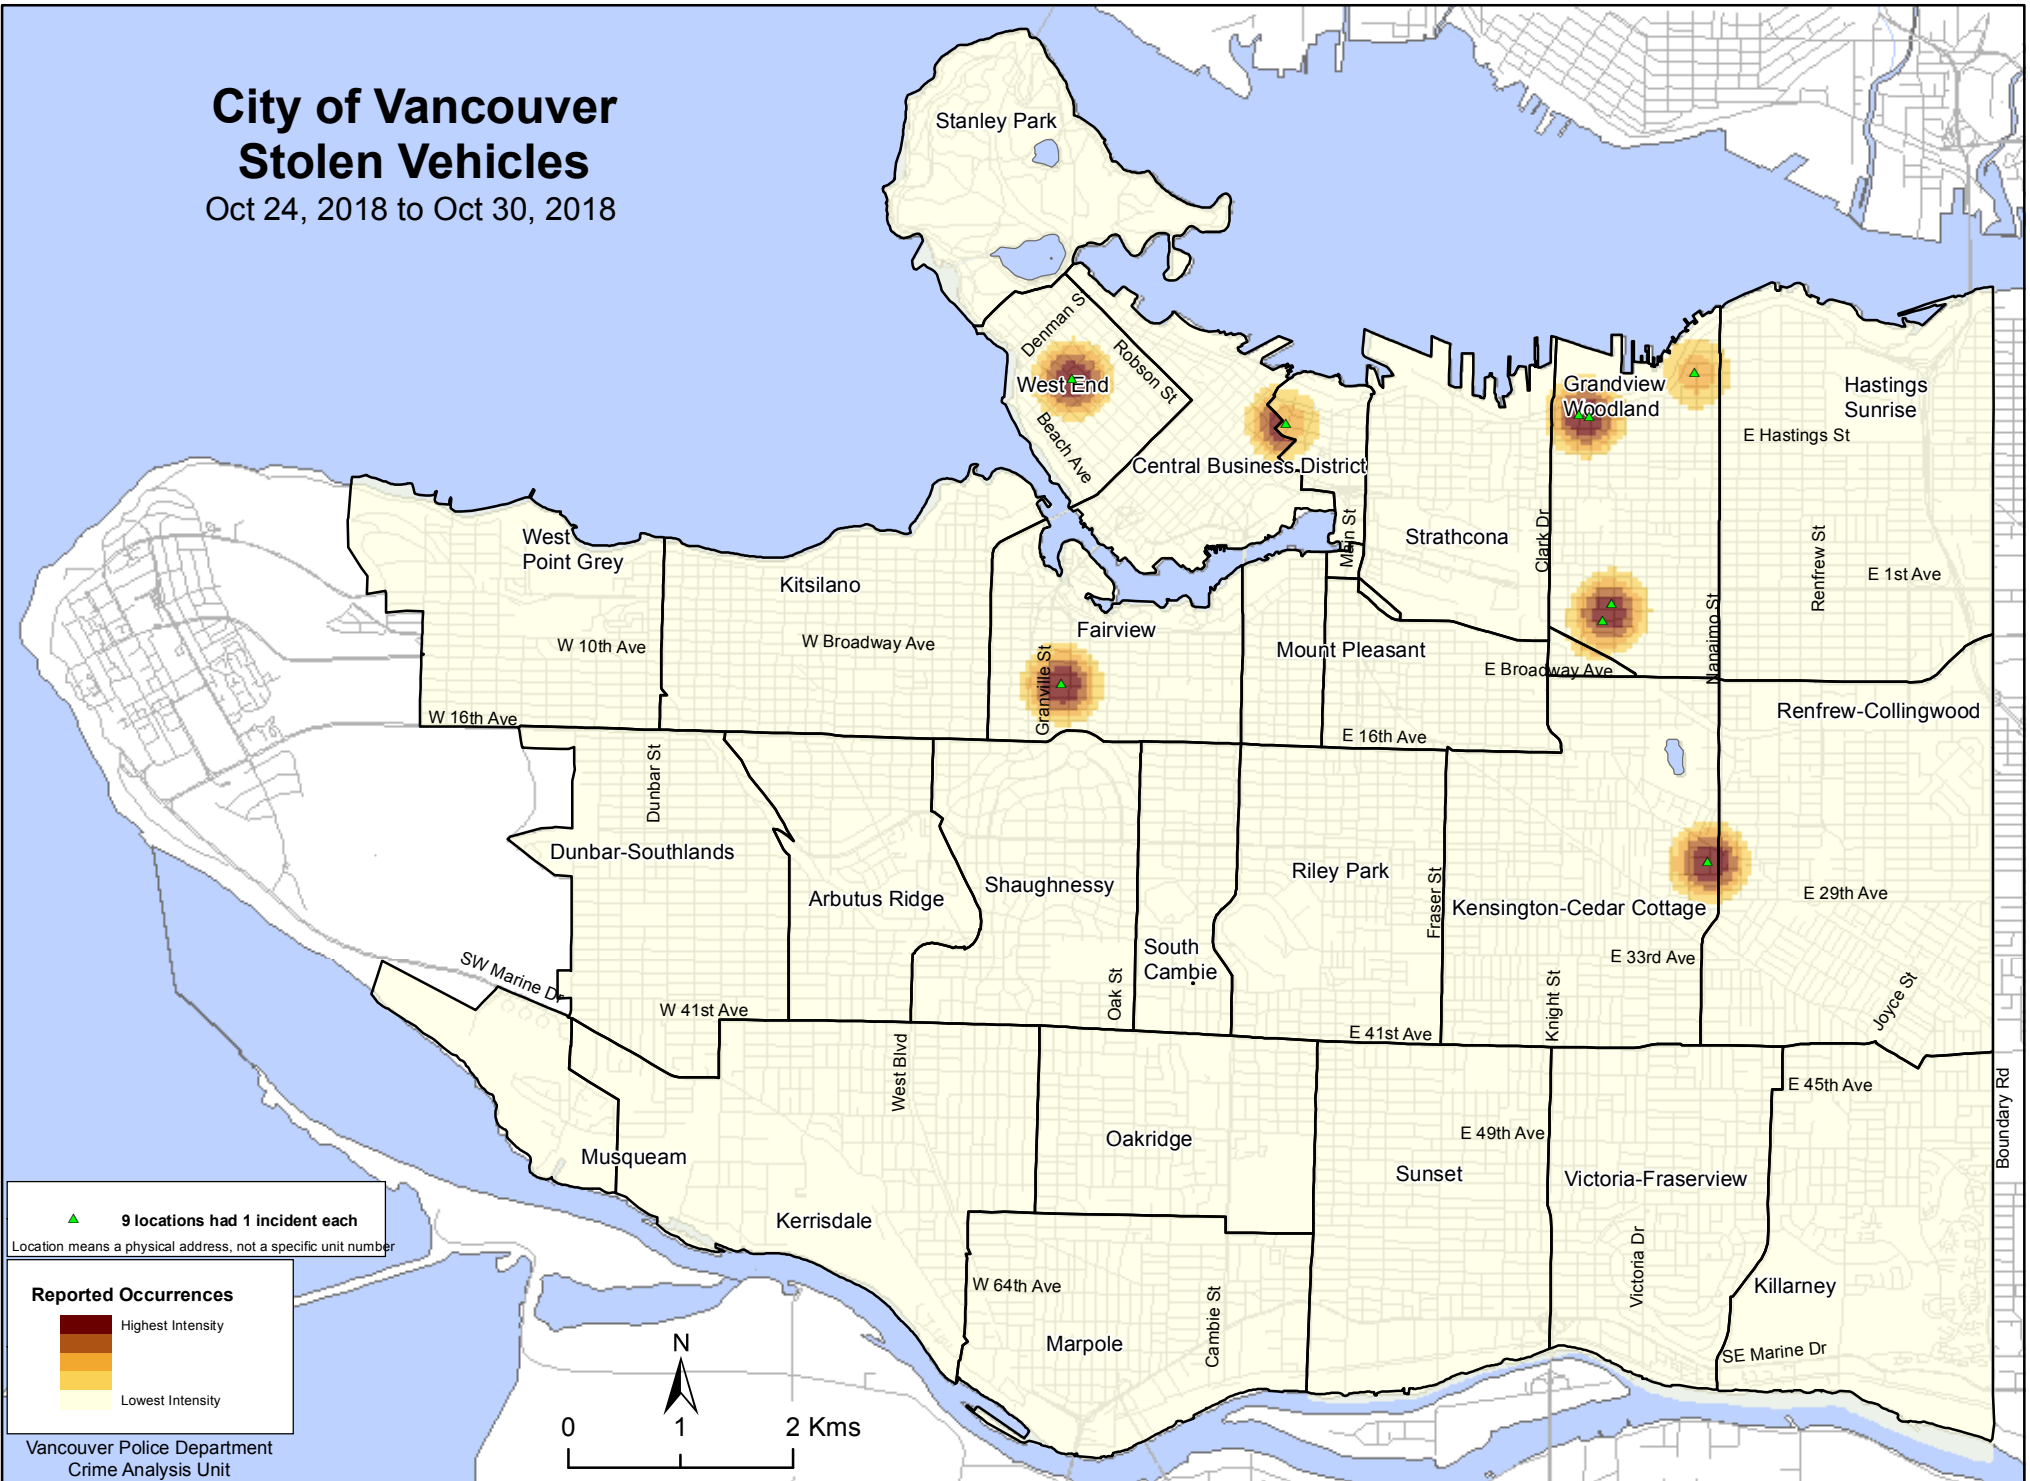 City of Vancouver
Stolen Vehicles
Oct 24, 2018 to Oct 30, 2018
Stanley Park
Denman S
Robson St
West End
Beach Ave
Central Business District
Grandview
Woodland
Hastings
Sunrise
E Hastings St
West
Point Grey
Kitsilano
Fairview
Main St
Strathcona
Clark Dr
Renfrew St
E 1st Ave
W 10th Ave
W Broadway Ave
Granville St
Mount Pleasant
E Broadway Ave
Nanaimo St
W 16th Ave
E 16th Ave
Renfrew-Collingwood
Dunbar St
Dunbar-Southlands
Arbutus Ridge
Shaughnessy
Riley Park
Fraser St
Kensington-Cedar Cottage
E 29th Ave
South
Cambie
E 33rd Ave
SW Marine Dr
W 41st Ave
Oak St
E 41st Ave
Knight St
Joyce St
West Blvd
E 45th Ave
Boundary Rd
Musqueam
Oakridge
E 49th Ave
Sunset
Victoria-Fraserview
Kerrisdale
Victoria Dr
W 64th Ave
Cambie St
Killarney
Marpole
SE Marine Dr
9 locations had 1 incident each
Location means a physical address, not a specific unit number
Reported Occurrences
Highest Intensity
Lowest Intensity
N
0 1 2 Kms
Vancouver Police Department
Crime Analysis Unit